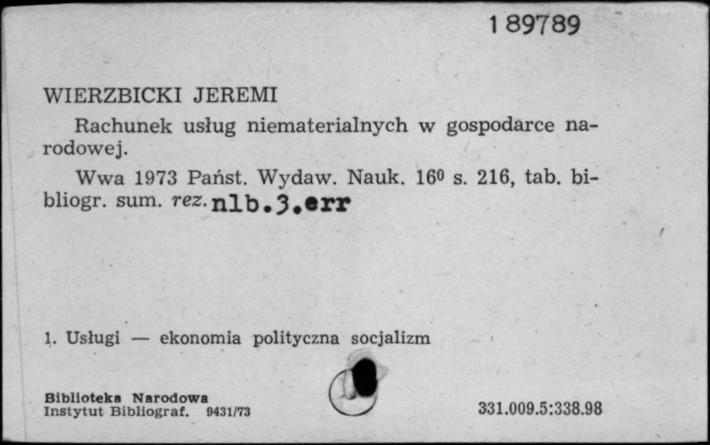 189789
WIERZBICKI JEREMI
Rachunek usług niematerialnych w gospodarce na-
rodowej.
Wwa 1973 Państ. Wydaw. Nauk. 16⁰ s. 216, tab. bi-
bliogr. sum. rez. nlb.3.err
1. Usługi — ekonomia polityczna socjalizm
Biblioteka Narodowa
Instytut Bibliograf. 9431/73
331.009.5:338.98